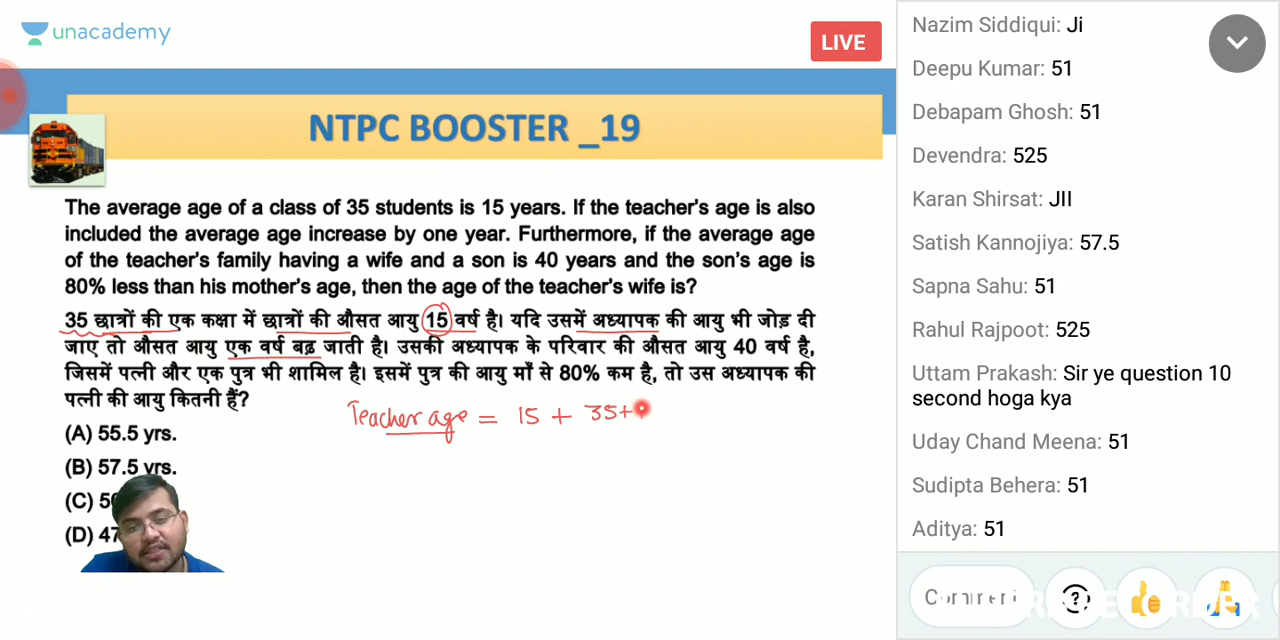 unacademy
LIVE
NTPC BOOSTER _19
The average age of a class of 35 students is 15 years. If the teacher's age is also
included the average age increase by one year. Furthermore, if the average age
of the teacher's family having a wife and a son is 40 years and the son's age is
80% less than his mother's age, then the age of the teacher's wife is?
35 छात्रों की एक कक्षा में छात्रों की औसत आयु 15 वर्ष है। यदि उसमें अध्यापक की आयु भी जोड़ दी
जाए तो औसत आयु एक वर्ष बढ़ जाती है। उसकी अध्यापक के परिवार की औसत आयु 40 वर्ष है,
जिसमें पत्नी और एक पुत्र भी शामिल है। इसमें पुत्र की आयु माँ से 80% कम है, तो उस अध्यापक की
पत्नी की आयु कितनी हैं?
Teacher age = 15 + 35+
(A) 55.5 yrs.
(B) 57.5 yrs.
(C)
(D) 47
Nazim Siddiqui: Ji
Deepu Kumar: 51
Debapam Ghosh: 51
Devendra: 525
Karan Shirsat: JII
Satish Kannojiya: 57.5
Sapna Sahu: 51
Rahul Rajpoot: 525
Uttam Prakash: Sir ye question 10
second hoga kya
Uday Chand Meena: 51
Sudipta Behera: 51
Aditya: 51